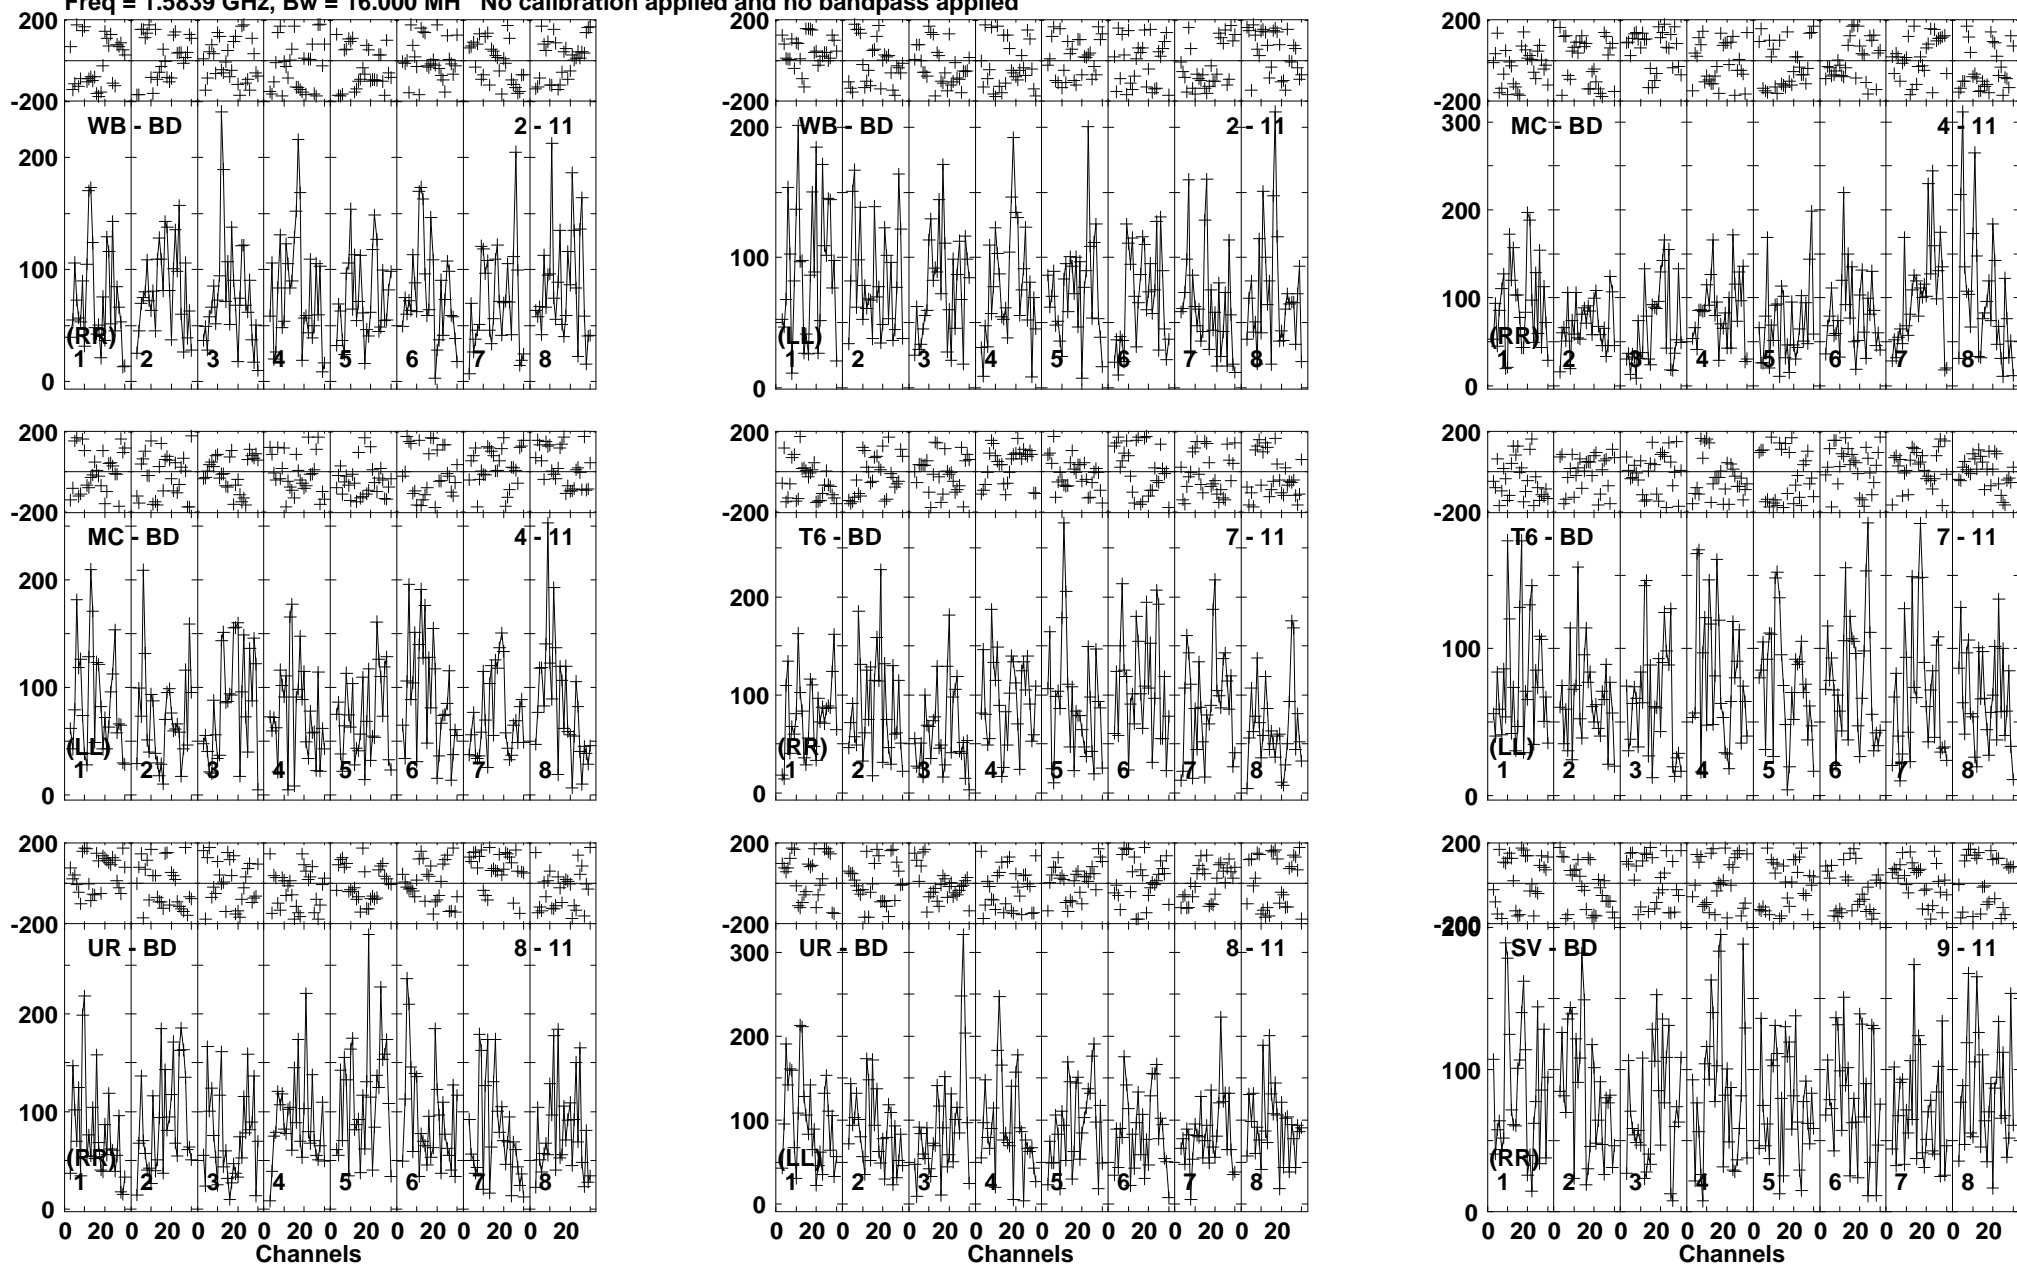 Freq = 1.5839 GHz, Bw = 16.000 MH No calibration applied and no bandpass applied
200 200 200
-200 -200 -200
WB - BD 2 - 11 WB - BD 2 - 11 MC - BD 4 - 11
200 100 0 200 100 0 300 200 100 0
(RR) (LL) (RR)
1 2 3 4 5 6 7 8 1 2 3 4 5 6 7 8 1 2 3 4 5 6 7 8
200 200 200
-200 -200 -200
MC - BD 4 - 11 T6 - BD 7 - 11 T6 - BD 7 - 11
200 100 0 200 100 0 100 0
(LL) (RR) (LL)
1 2 3 4 5 6 7 8 1 2 3 4 5 6 7 8 1 2 3 4 5 6 7 8
200 200 200
-200 -200 -200
UR - BD 8 - 11 UR - BD 8 - 11 SV - BD 9 - 11
200 100 0 300 200 100 0 200 100 0
(RR) (LL) (RR)
1 2 3 4 5 6 7 8 1 2 3 4 5 6 7 8 1 2 3 4 5 6 7 8
0 20 0 20 0 20 0 20 0 20 0 20 0 20 0 20 0 20 0 20 0 20 0 20 0 20 0 20 0 20 0 20 0 20 0 20 0 20 0 20 0 20 0 20 0 20 0 20
Channels Channels Channels